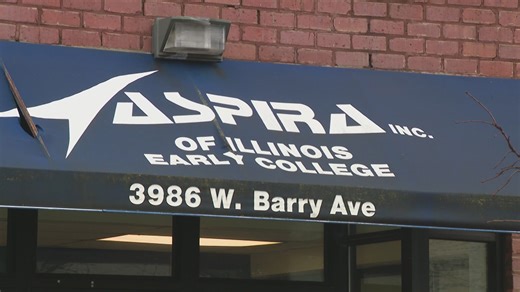 ASPIRA INC.
OF ILLINOIS
EARLY COLLEGE
3986 W. Barry Ave